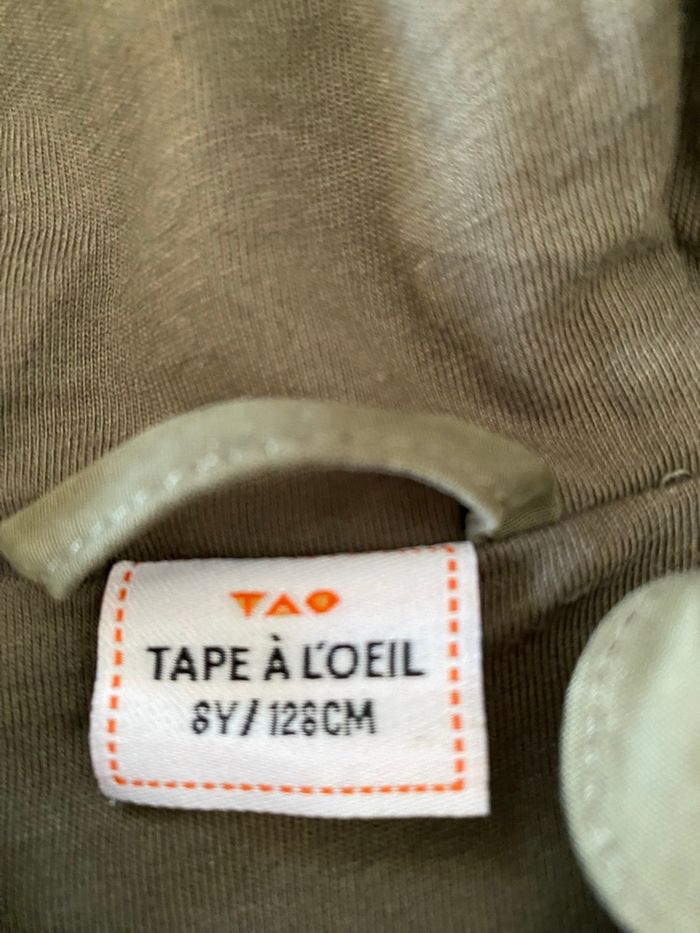 TAO
TAPE À L'OEIL
8Y/128CM